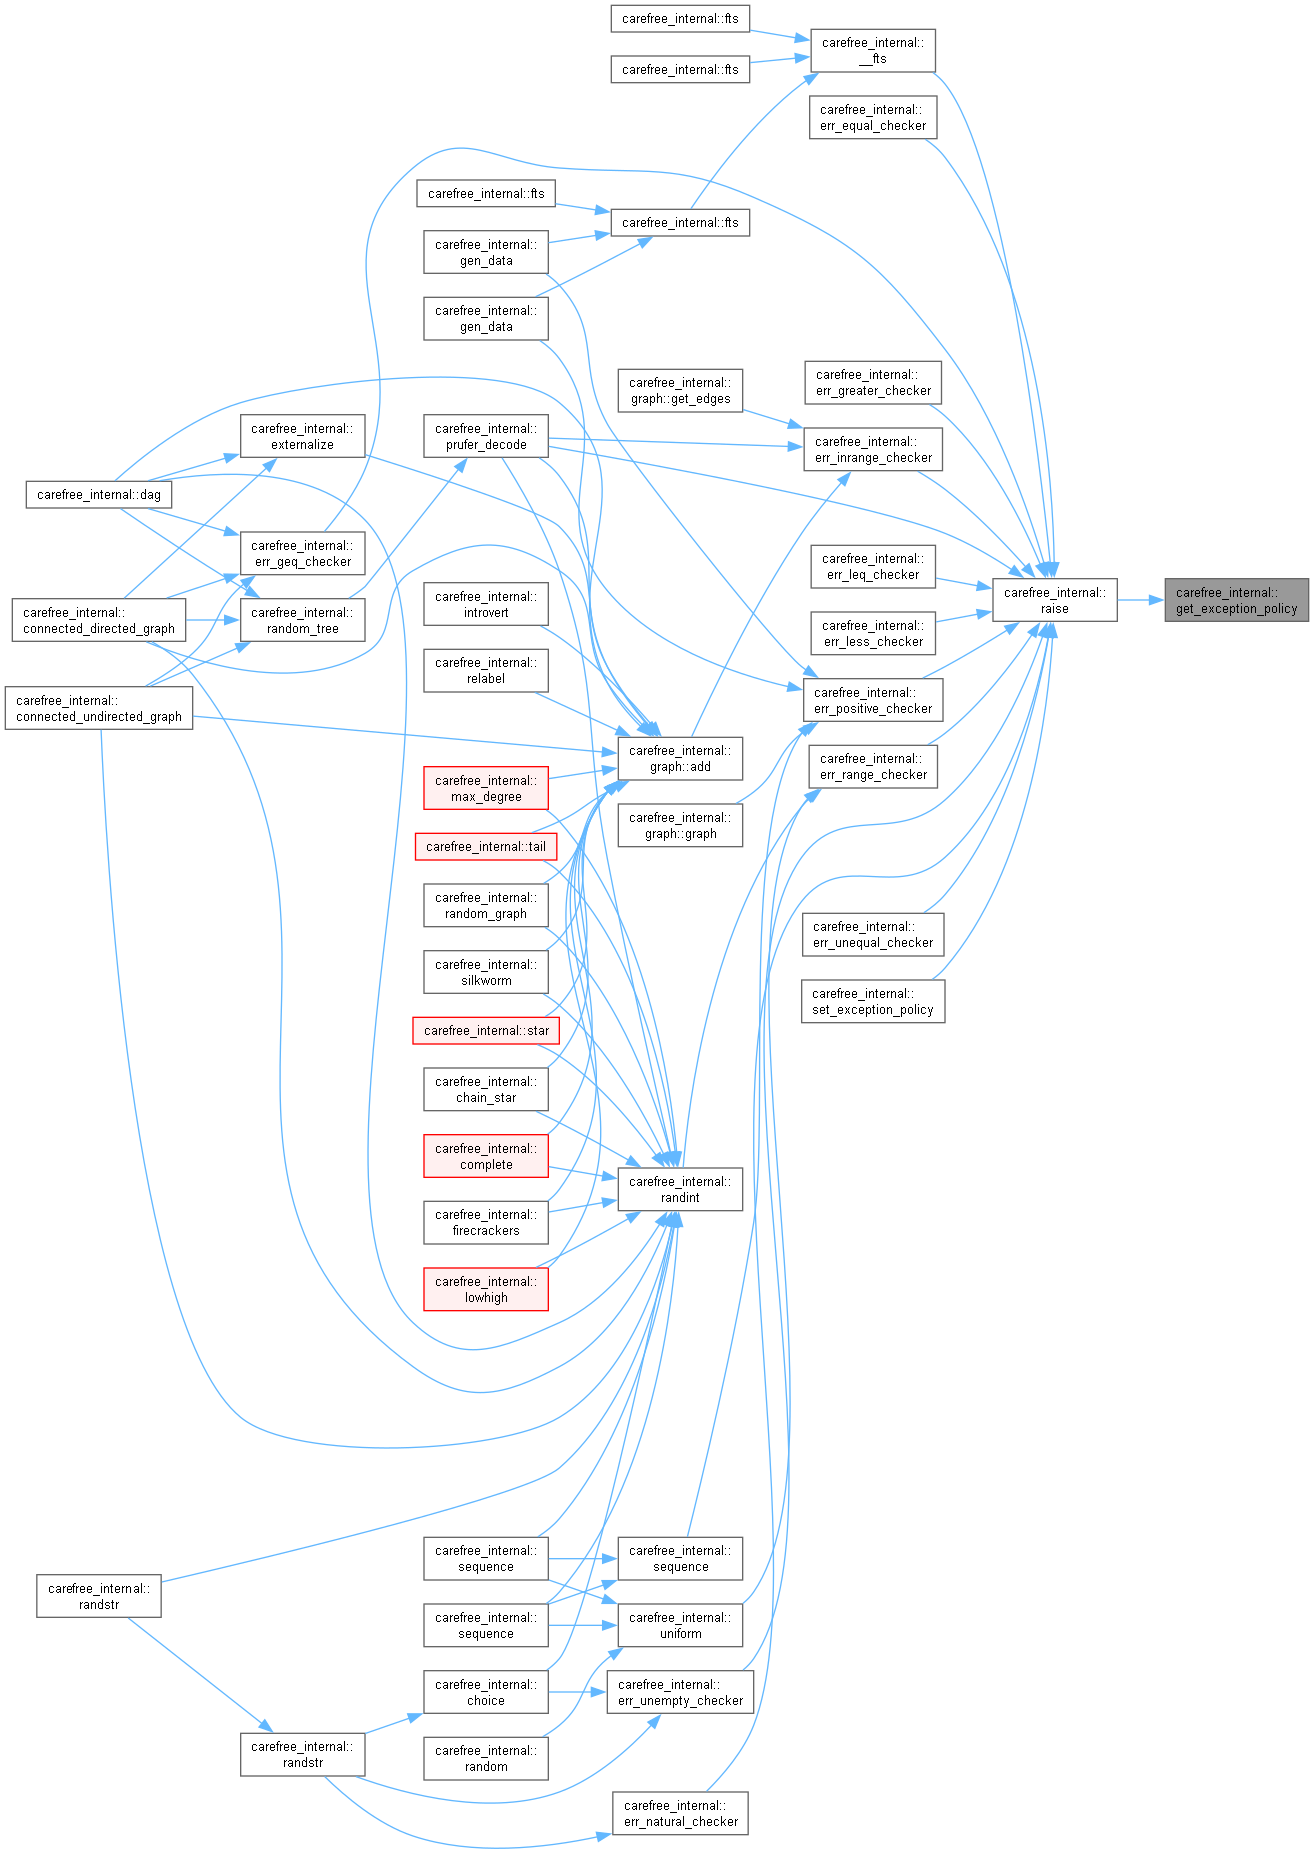 carefree_internal::fts
carefree_internal::
__fts
carefree_internal::fts
carefree_internal::
err_equal_checker
carefree_internal::fts
carefree_internal::fts
carefree_internal::
gen_data
carefree_internal::
gen_data
carefree_internal::
err_greater_checker
carefree_internal::
graph::get_edges
carefree_internal::
externalize
carefree_internal::
prufer_decode
carefree_internal::
err_inrange_checker
carefree_internal::dag
carefree_internal::
err_geq_checker
carefree_internal::
err_leq_checker
carefree_internal::
raise
carefree_internal::
get_exception_policy
carefree_internal::
introvert
carefree_internal::
connected_directed_graph
carefree_internal::
random_tree
carefree_internal::
err_less_checker
carefree_internal::
relabel
carefree_internal::
connected_undirected_graph
carefree_internal::
err_positive_checker
carefree_internal::
graph::add
carefree_internal::
err_range_checker
carefree_internal::
max_degree
carefree_internal::
graph::graph
carefree_internal::tail
carefree_internal::
random_graph
carefree_internal::
err_unequal_checker
carefree_internal::
silkworm
carefree_internal::
set_exception_policy
carefree_internal::star
carefree_internal::
chain_star
carefree_internal::
complete
carefree_internal::
randint
carefree_internal::
firecrackers
carefree_internal::
lowhigh
carefree_internal::
sequence
carefree_internal::
sequence
carefree_internal::
randstr
carefree_internal::
sequence
carefree_internal::
uniform
carefree_internal::
choice
carefree_internal::
err_unempty_checker
carefree_internal::
randstr
carefree_internal::
random
carefree_internal::
err_natural_checker